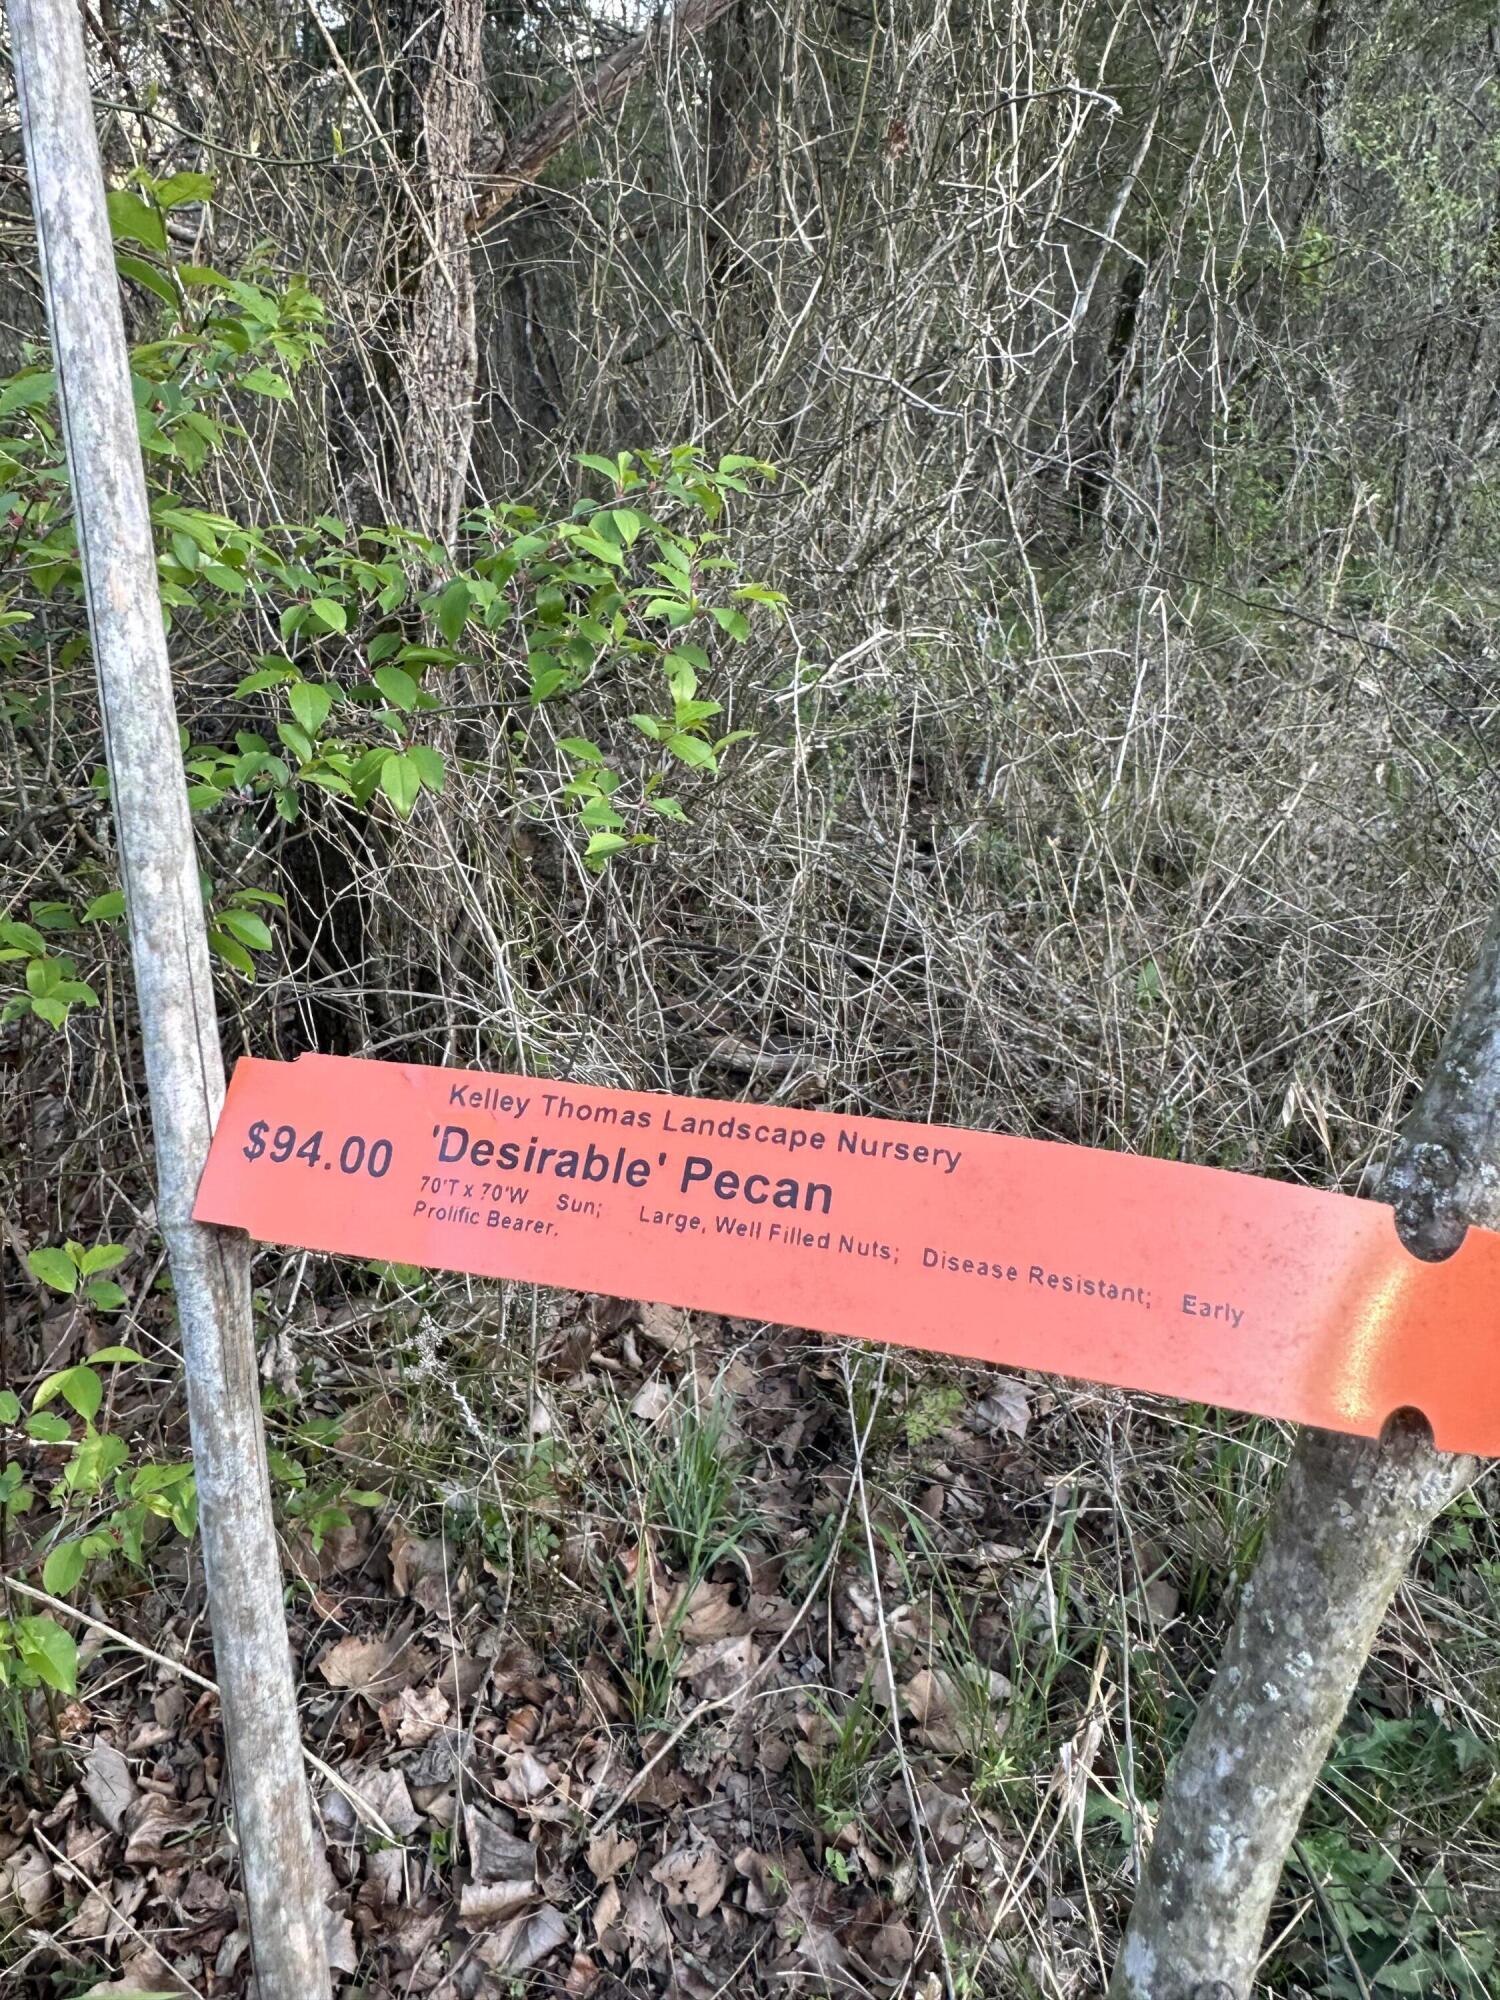 Kelley Thomas Landscape Nursery
$94.00 'Desirable' Pecan
70'T x 70'W Sun; Large, Well Filled Nuts; Disease Resistant; Early
Prolific Bearer.